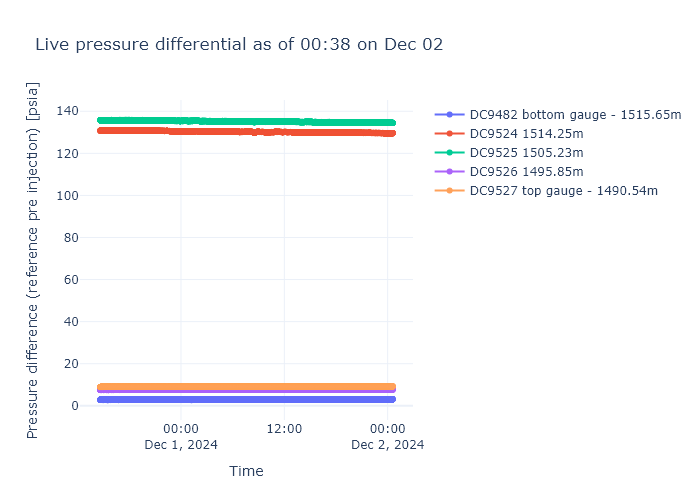 Live pressure differential as of 00:38 on Dec 02
Pressure difference (reference pre injection) [psia]
140
120
100
80
60
40
20
0
00:00
Dec 1, 2024
12:00
00:00
Dec 2, 2024
Time
DC9482 bottom gauge - 1515.65m
DC9524 1514.25m
DC9525 1505.23m
DC9526 1495.85m
DC9527 top gauge - 1490.54m